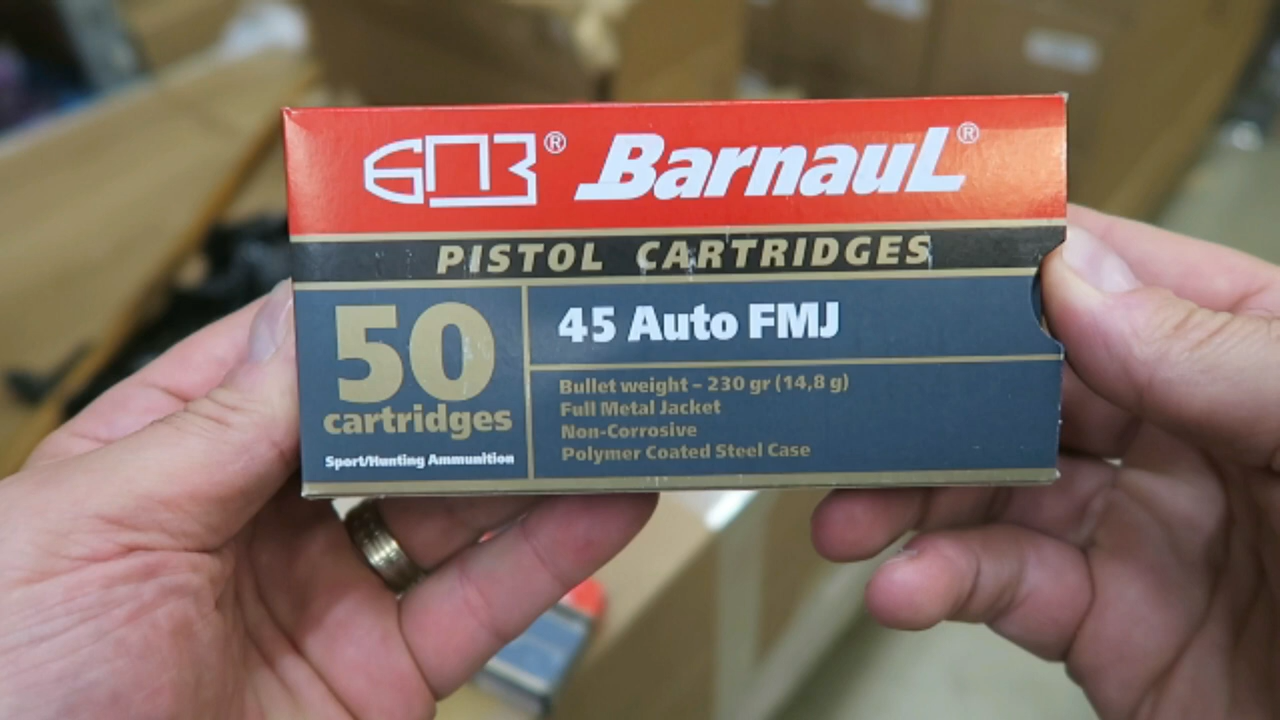 БПЗ® BarnauL®
PISTOL CARTRIDGES
50
cartridges
Sport/Hunting Ammunition
45 Auto FMJ
Bullet weight – 230 gr (14,8 g)
Full Metal Jacket
Non-Corrosive
Polymer Coated Steel Case